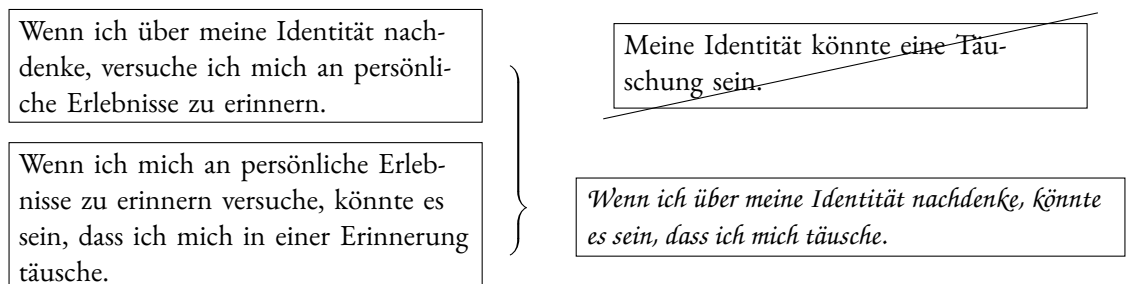 Wenn ich über meine Identität nach-
denke, versuche ich mich an persönli-
che Erlebnisse zu erinnern.
Wenn ich mich an persönliche Erleb-
nisse zu erinnern versuche, könnte es
sein, dass ich mich in einer Erinnerung
täusche.
Meine Identität könnte eine Täu-
schung sein.
Wenn ich über meine Identität nachdenke, könnte
es sein, dass ich mich täusche.